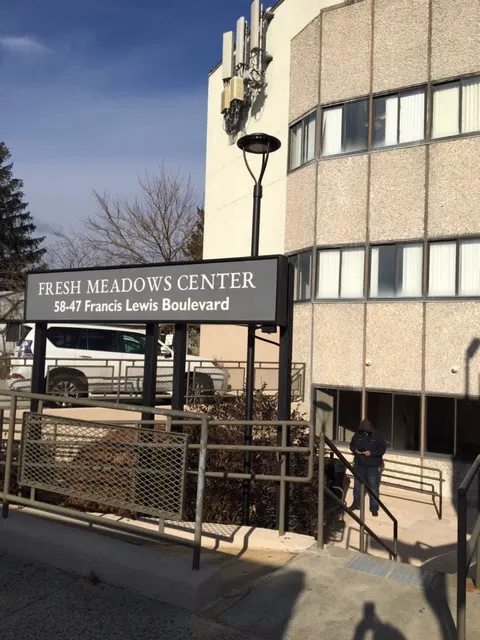 FRESH MEADOWS CENTER
58-47 Francis Lewis Boulevard